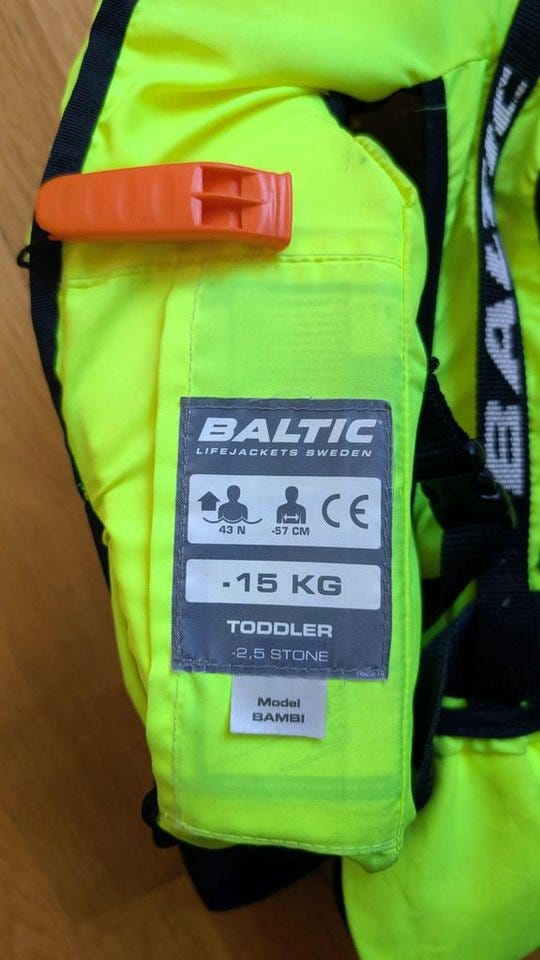 BALTIC
BALTIC
LIFEJACKETS SWEDEN
43 N
-57 CM
CE
-15 KG
TODDLER
-2,5 STONE
Model
BAMBI